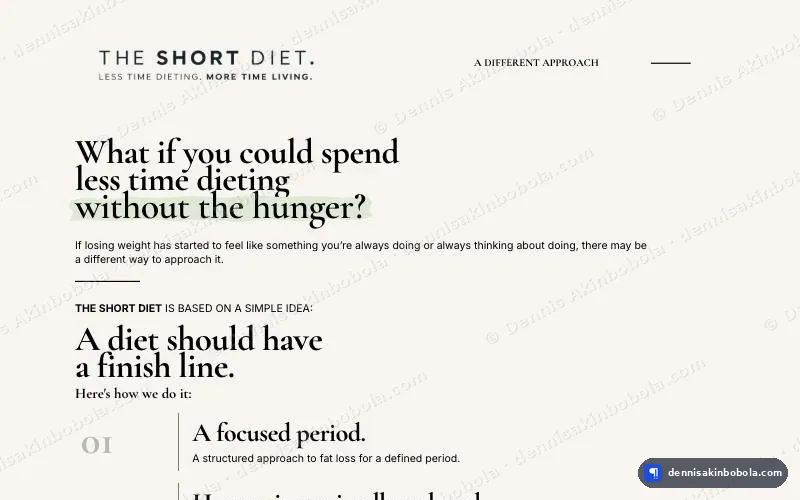 THE SHORT DIET.
LESS TIME DIETING. MORE TIME LIVING.
A DIFFERENT APPROACH
What if you could spend
less time dieting
without the hunger?
If losing weight has started to feel like something you're always doing or always thinking about doing, there may be
a different way to approach it.
THE SHORT DIET IS BASED ON A SIMPLE IDEA:
A diet should have
a finish line.
Here's how we do it:
01
A focused period.
A structured approach to fat loss for a defined period.
© Dennis Akinbobola · dennisakinbobola.com
dennisakinbobola.com